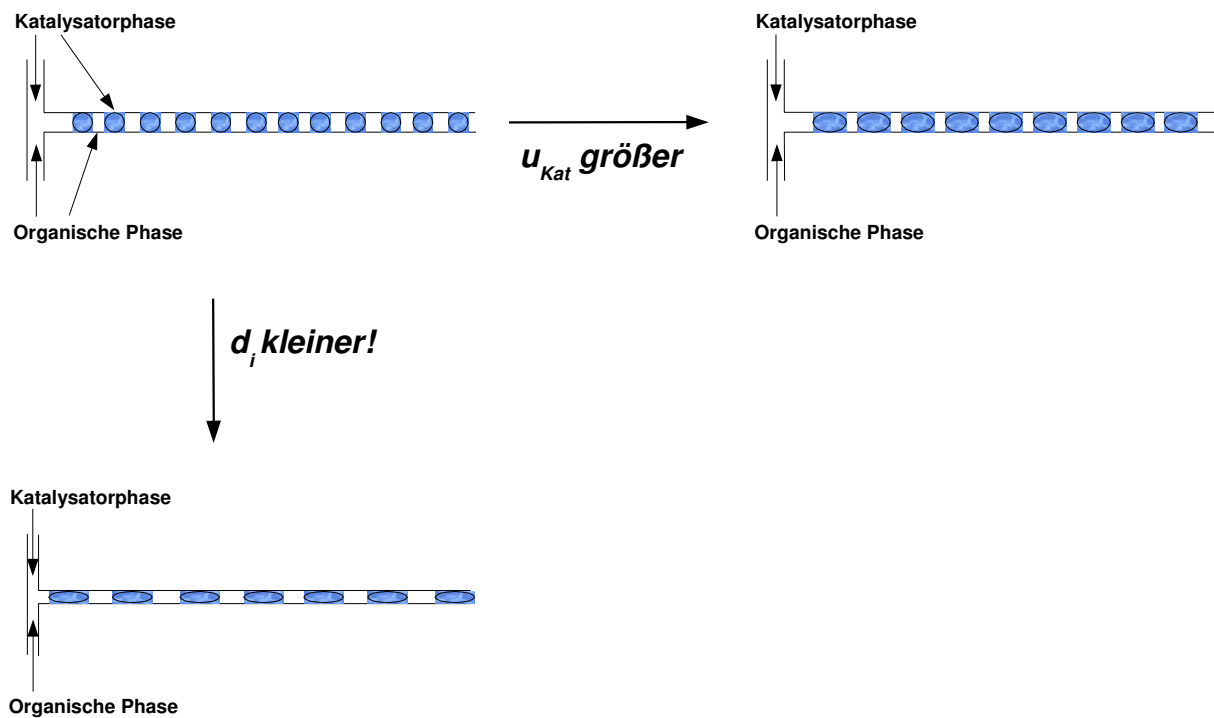 Katalysatorphase
Katalysatorphase
u_Kat größer
Organische Phase
Organische Phase
d_i kleiner!
Katalysatorphase
Organische Phase